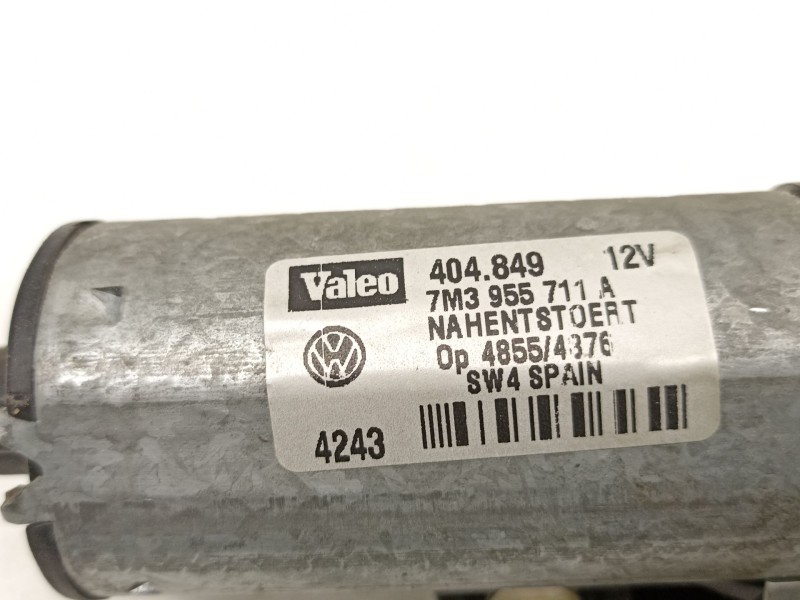 Valeo 404.849 12V
7M3 955 711 A
NAHENTSTOERT
Op 4855/4376
SW4 SPAIN
4243